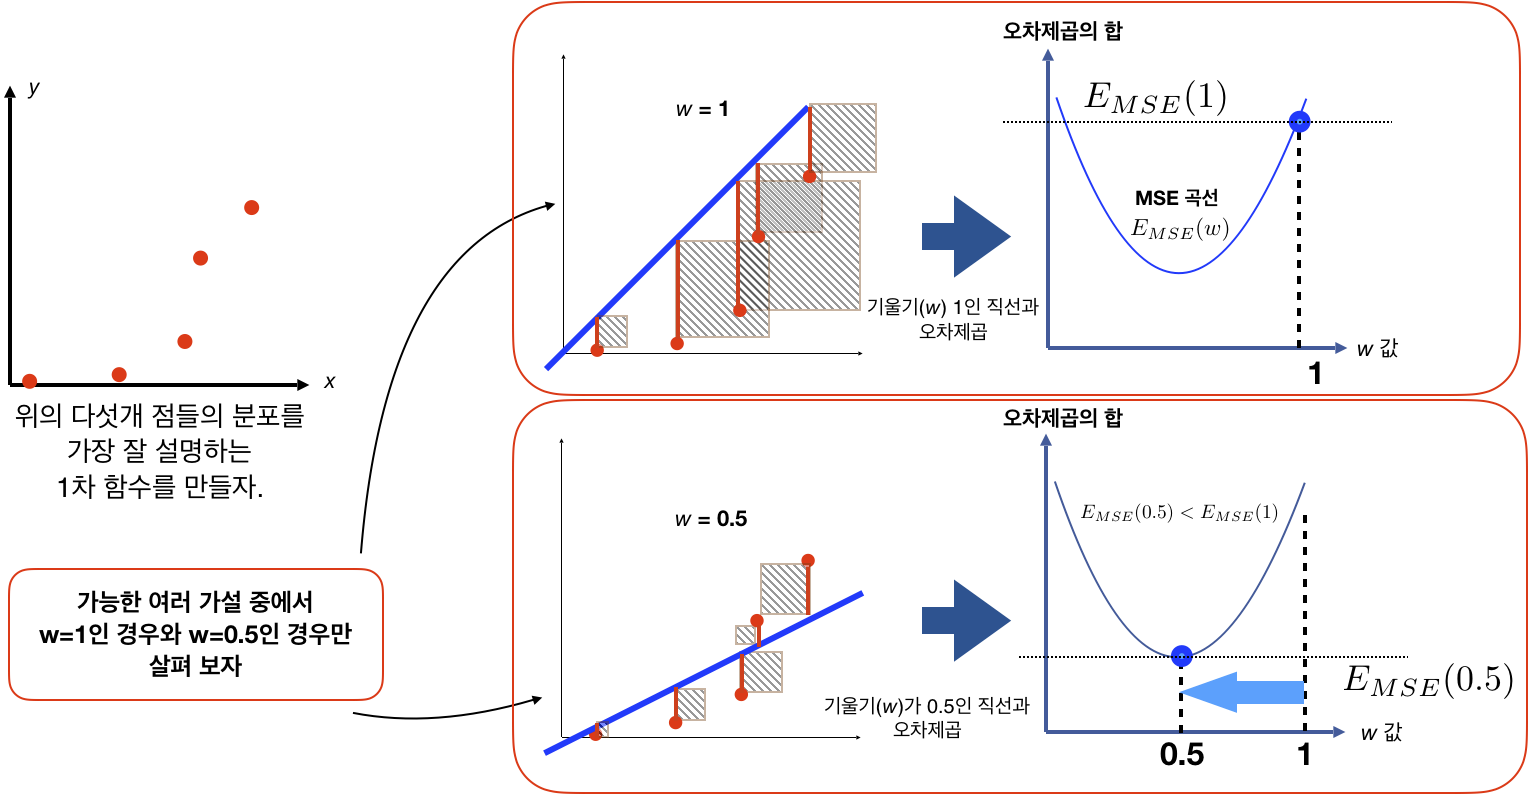 y
x
위의 다섯개 점들의 분포를
가장 잘 설명하는
1차 함수를 만들자.
가능한 여러 가설 중에서
w=1인 경우와 w=0.5인 경우만
살펴 보자
w = 1
기울기(w) 1인 직선과
오차제곱
오차제곱의 합
E_{MSE}(1)
MSE 곡선
E_{MSE}(w)
w 값
1
w = 0.5
기울기(w)가 0.5인 직선과
오차제곱
오차제곱의 합
E_{MSE}(0.5) < E_{MSE}(1)
E_{MSE}(0.5)
w 값
0.5
1